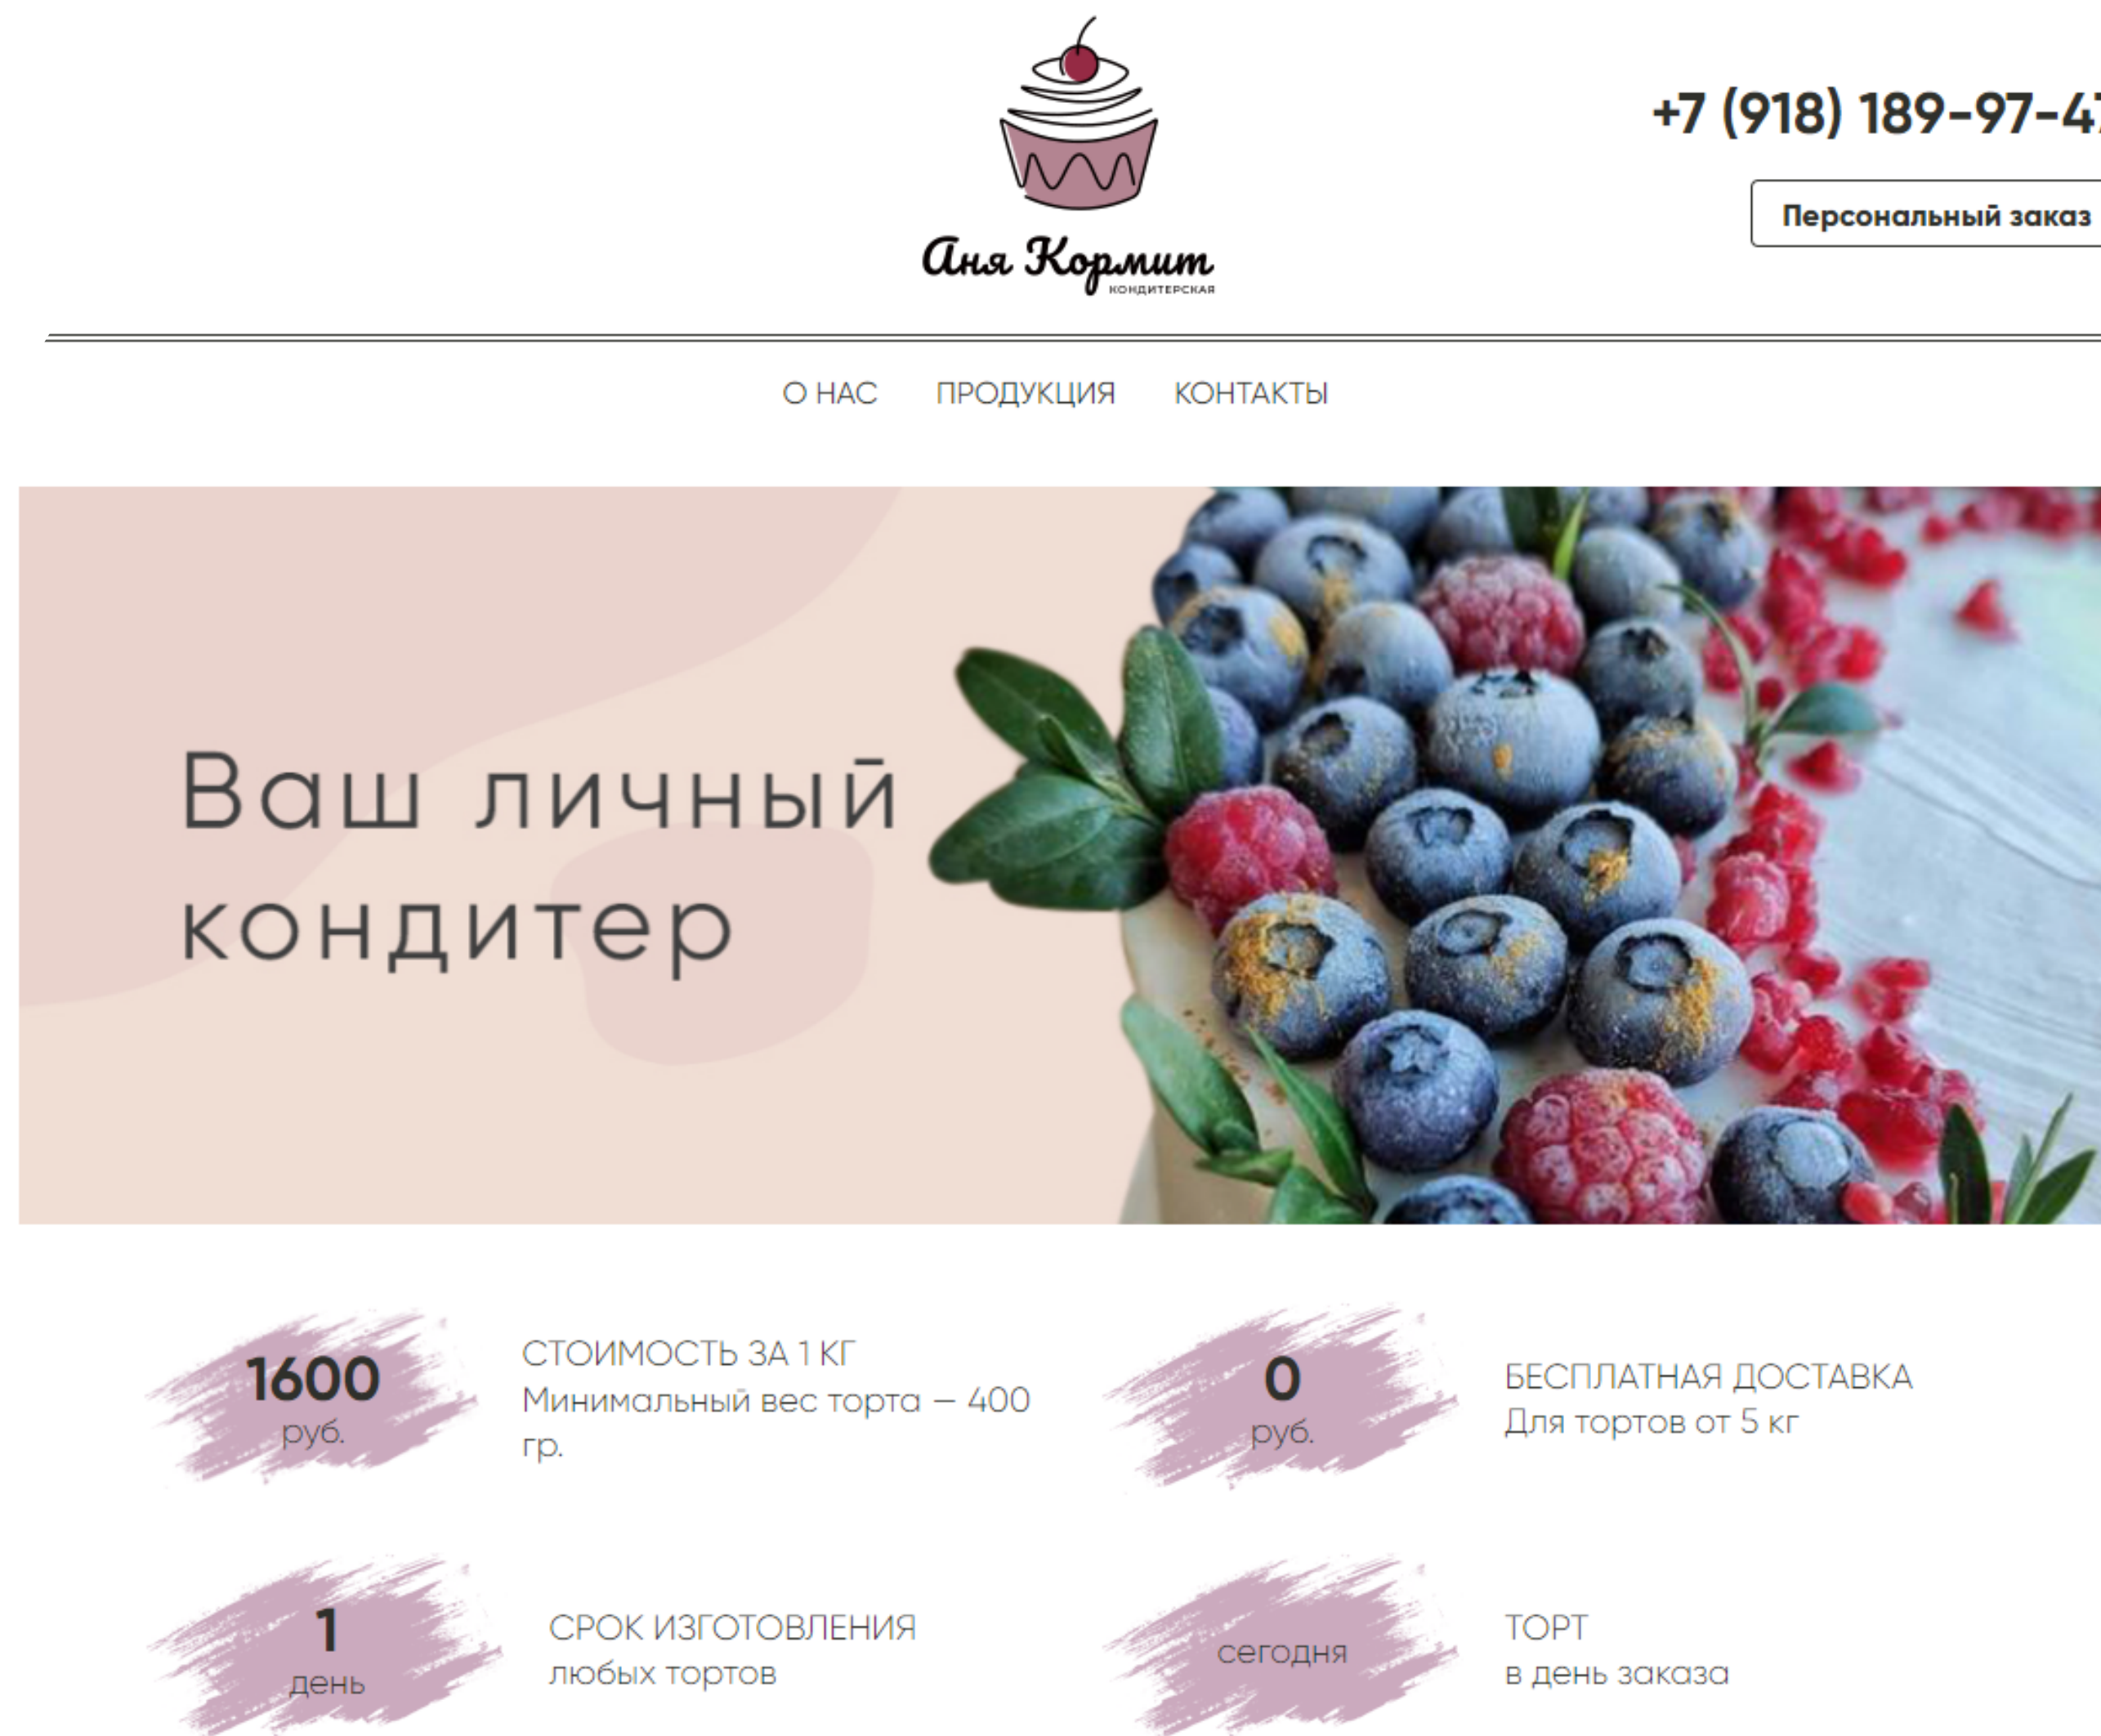 Аня Кормит
КОНДИТЕРСКАЯ
+7 (918) 189-97-47
Персональный заказ
О НАС ПРОДУКЦИЯ КОНТАКТЫ
Ваш личный
кондитер
1600
руб.
СТОИМОСТЬ ЗА 1 КГ
Минимальный вес торта — 400
гр.
0
руб.
БЕСПЛАТНАЯ ДОСТАВКА
Для тортов от 5 кг
1
день
СРОК ИЗГОТОВЛЕНИЯ
любых тортов
сегодня
ТОРТ
в день заказа